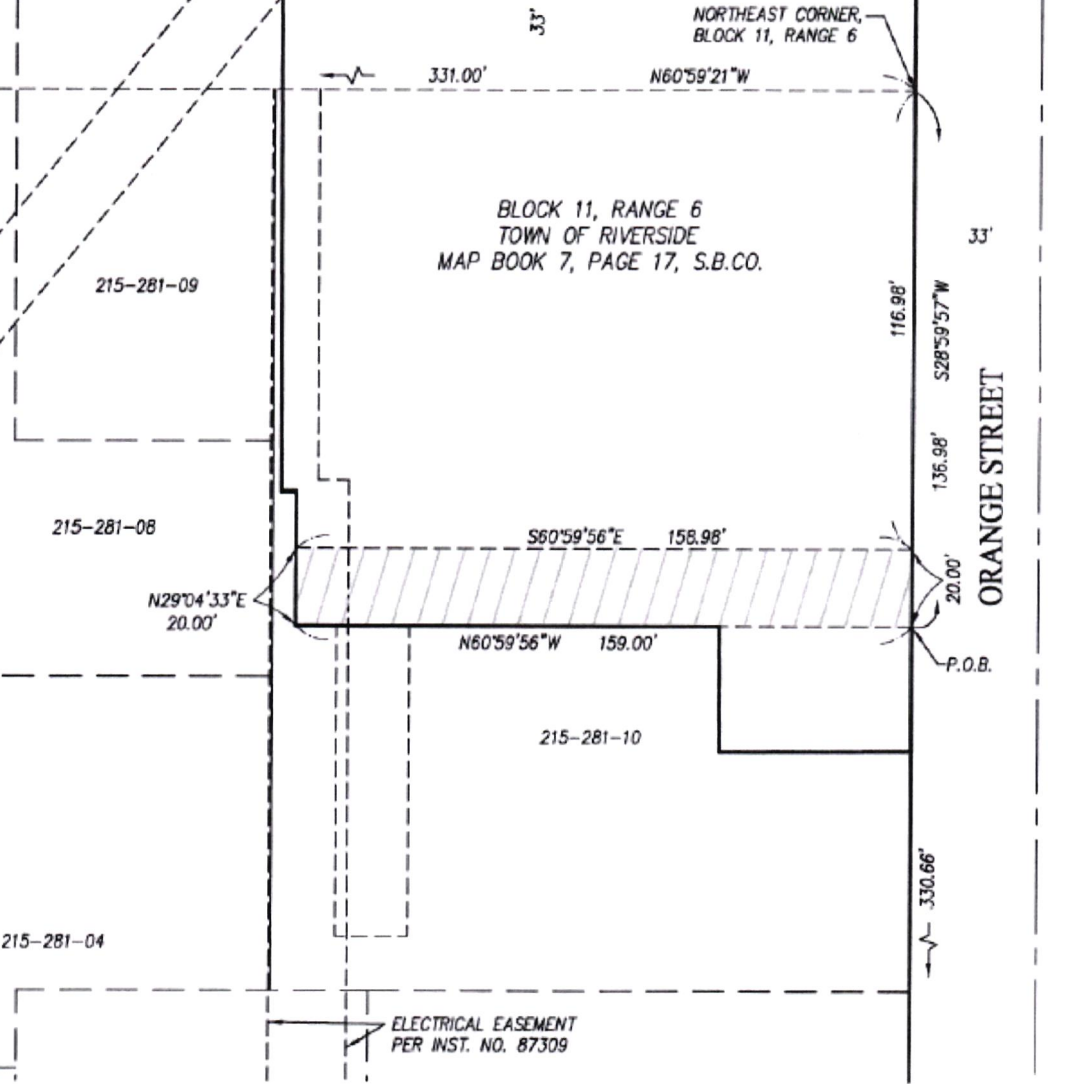 33'
NORTHEAST CORNER,
BLOCK 11, RANGE 6
331.00'
N60°59'21"W
BLOCK 11, RANGE 6
TOWN OF RIVERSIDE
MAP BOOK 7, PAGE 17, S.B.CO.
33'
215-281-09
116.98'
S28°59'57"W
136.98'
ORANGE STREET
215-281-08
S60°59'56"E 158.98'
N29°04'33"E
20.00'
20.00'
N60°59'56"W 159.00'
P.O.B.
215-281-10
330.66'
215-281-04
ELECTRICAL EASEMENT
PER INST. NO. 87309